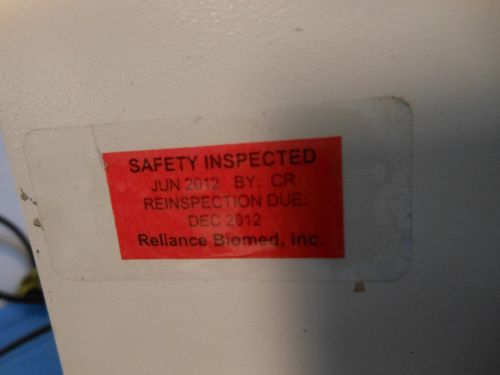 SAFETY INSPECTED
JUN 2012 BY: CR
REINSPECTION DUE:
DEC 2012
Reliance Biomed, Inc.